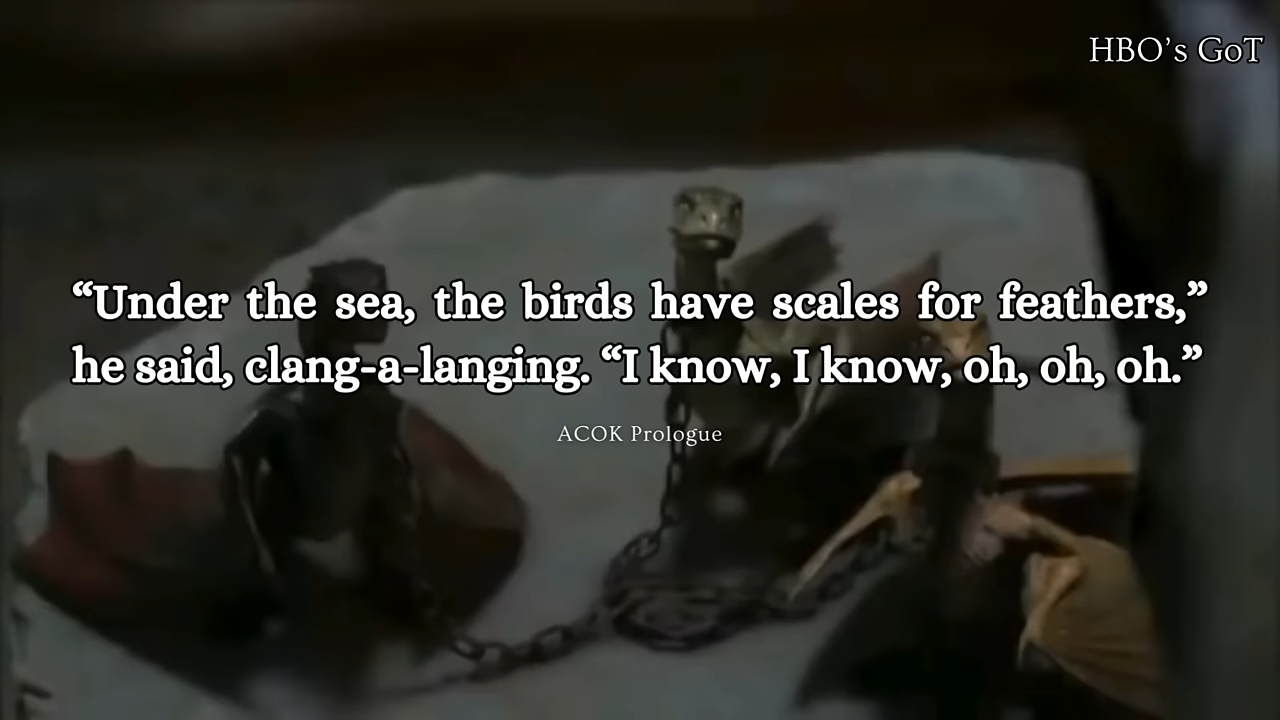 HBO’s GoT
“Under the sea, the birds have scales for feathers,”
he said, clang-a-langing. “I know, I know, oh, oh, oh.”
ACOK Prologue